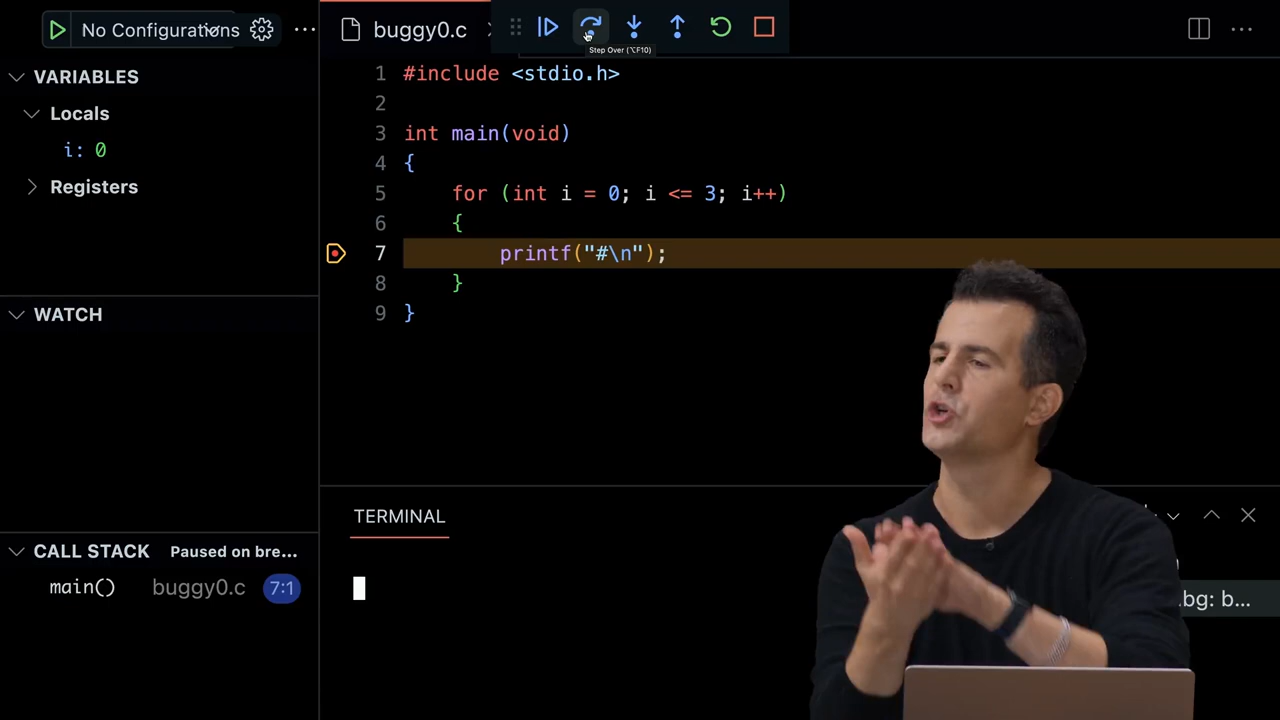 No Configurations ...
buggy0.c
Step Over (⌥F10)
...
VARIABLES
Locals
i: 0
Registers
WATCH
CALL STACK Paused on bre...
main() buggy0.c 7:1
1 #include <stdio.h>
2
3 int main(void)
4 {
5 for (int i = 0; i <= 3; i++)
6 {
7 printf("#\n");
8 }
9 }
TERMINAL
bg: b...